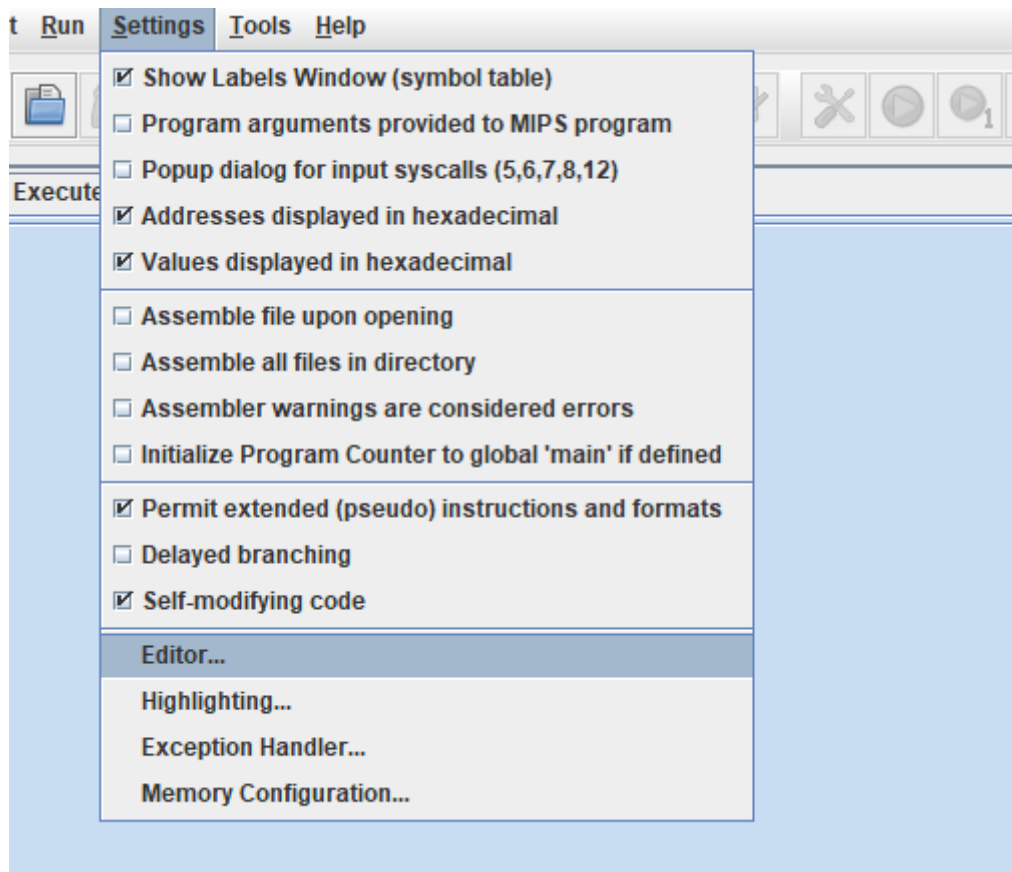 t Run Settings Tools Help
Show Labels Window (symbol table)
Program arguments provided to MIPS program
Popup dialog for input syscalls (5,6,7,8,12)
1
Execute
Addresses displayed in hexadecimal
Values displayed in hexadecimal
Assemble file upon opening
Assemble all files in directory
Assembler warnings are considered errors
Initialize Program Counter to global 'main' if defined
Permit extended (pseudo) instructions and formats
Delayed branching
Self-modifying code
Editor...
Highlighting...
Exception Handler...
Memory Configuration...